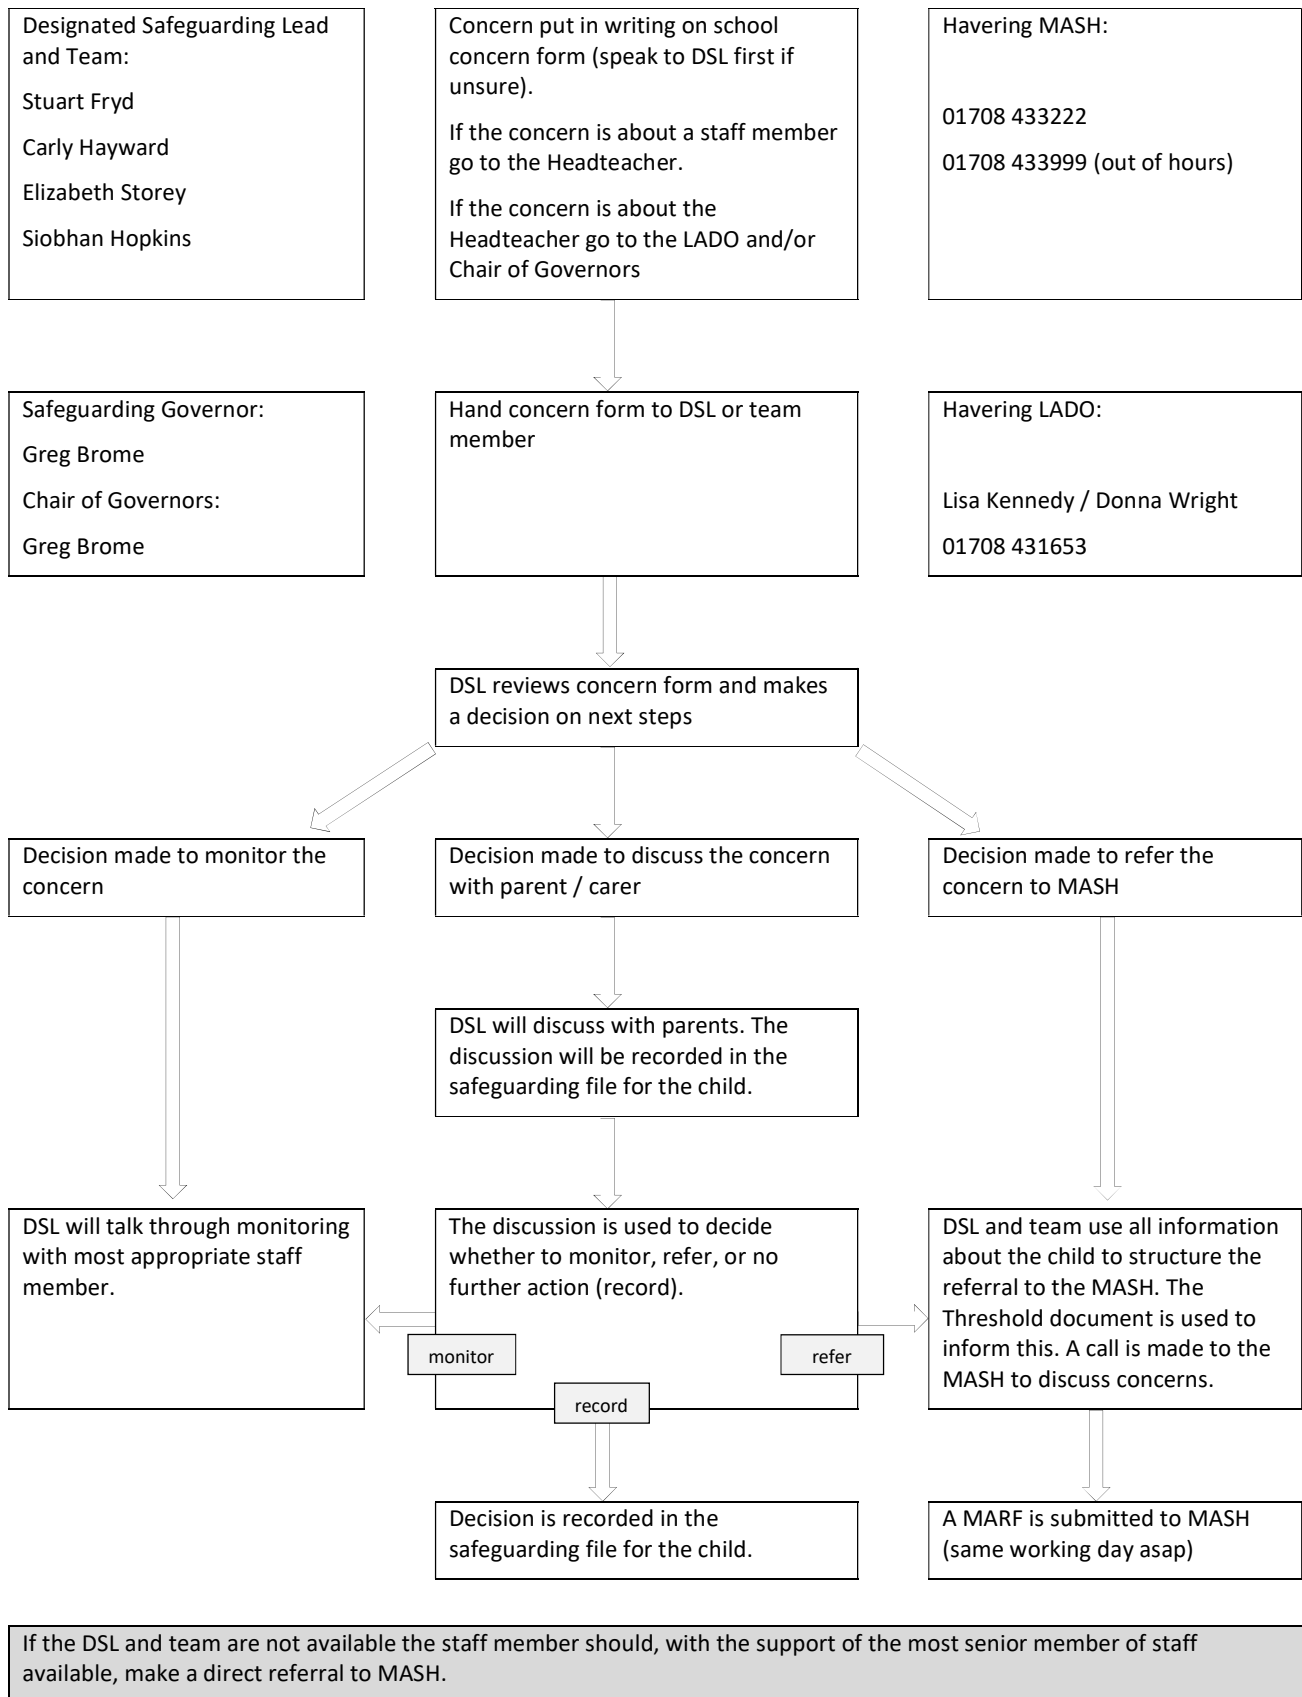 Designated Safeguarding Lead
and Team:
Stuart Fryd
Carly Hayward
Elizabeth Storey
Siobhan Hopkins
Concern put in writing on school
concern form (speak to DSL first if
unsure).
If the concern is about a staff member
go to the Headteacher.
If the concern is about the
Headteacher go to the LADO and/or
Chair of Governors
Havering MASH:
01708 433222
01708 433999 (out of hours)
Safeguarding Governor:
Greg Brome
Chair of Governors:
Greg Brome
Hand concern form to DSL or team
member
Havering LADO:
Lisa Kennedy / Donna Wright
01708 431653
DSL reviews concern form and makes
a decision on next steps
Decision made to monitor the
concern
Decision made to discuss the concern
with parent / carer
Decision made to refer the
concern to MASH
DSL will discuss with parents. The
discussion will be recorded in the
safeguarding file for the child.
DSL will talk through monitoring
with most appropriate staff
member.
The discussion is used to decide
whether to monitor, refer, or no
further action (record).
monitor
refer
record
DSL and team use all information
about the child to structure the
referral to the MASH. The
Threshold document is used to
inform this. A call is made to the
MASH to discuss concerns.
Decision is recorded in the
safeguarding file for the child.
A MARF is submitted to MASH
(same working day asap)
If the DSL and team are not available the staff member should, with the support of the most senior member of staff
available, make a direct referral to MASH.